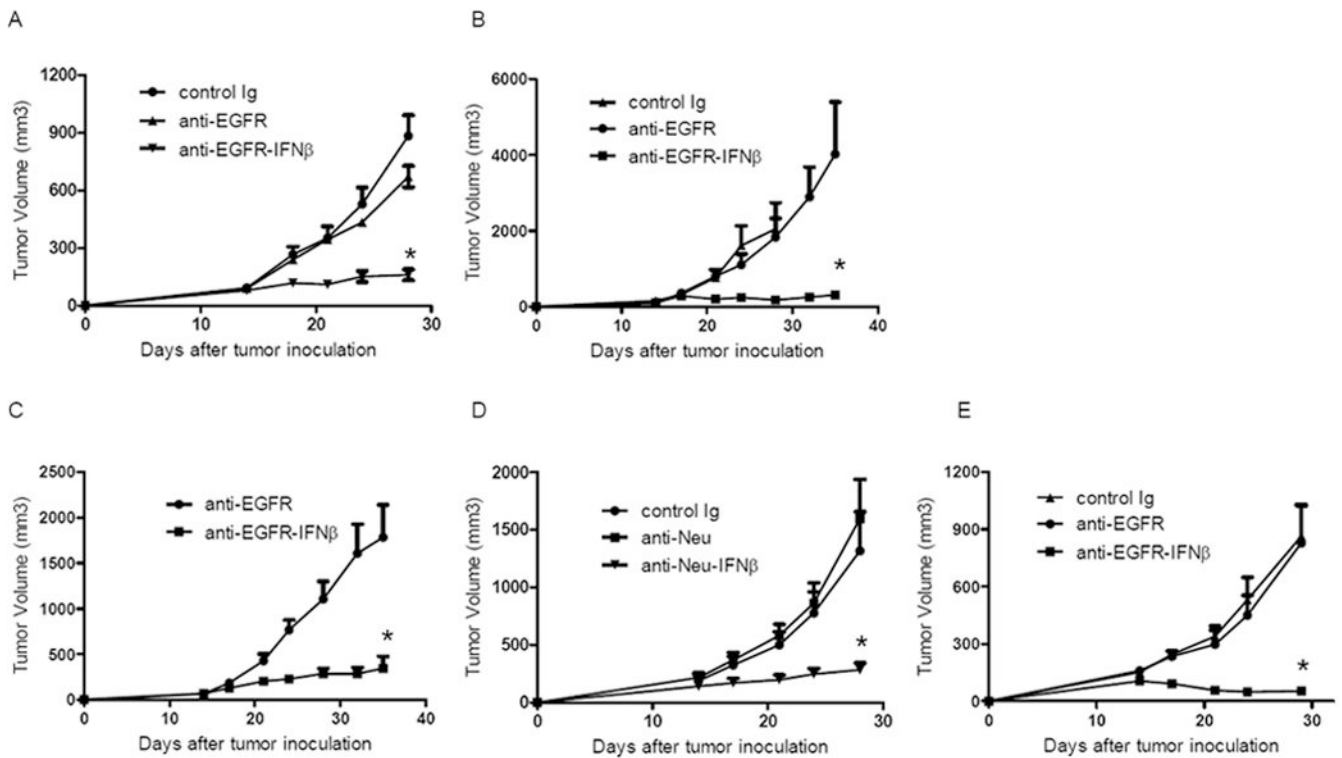 A
Tumor Volume (mm3)
1200
900
600
300
0
control Ig
anti-EGFR
anti-EGFR-IFNβ
*
0 10 20 30
Days after tumor inoculation
B
Tumor Volume (mm3)
6000
4000
2000
0
control Ig
anti-EGFR
anti-EGFR-IFNβ
*
0 10 20 30 40
Days after tumor inoculation
C
Tumor Volume (mm3)
2500
2000
1500
1000
500
0
anti-EGFR
anti-EGFR-IFNβ
*
0 10 20 30 40
Days after tumor inoculation
D
Tumor Volume (mm3)
2000
1500
1000
500
0
control Ig
anti-Neu
anti-Neu-IFNβ
*
0 10 20 30
Days after tumor inoculation
E
Tumor Volume (mm3)
1200
900
600
300
0
control Ig
anti-EGFR
anti-EGFR-IFNβ
*
0 10 20 30
Days after tumor inoculation